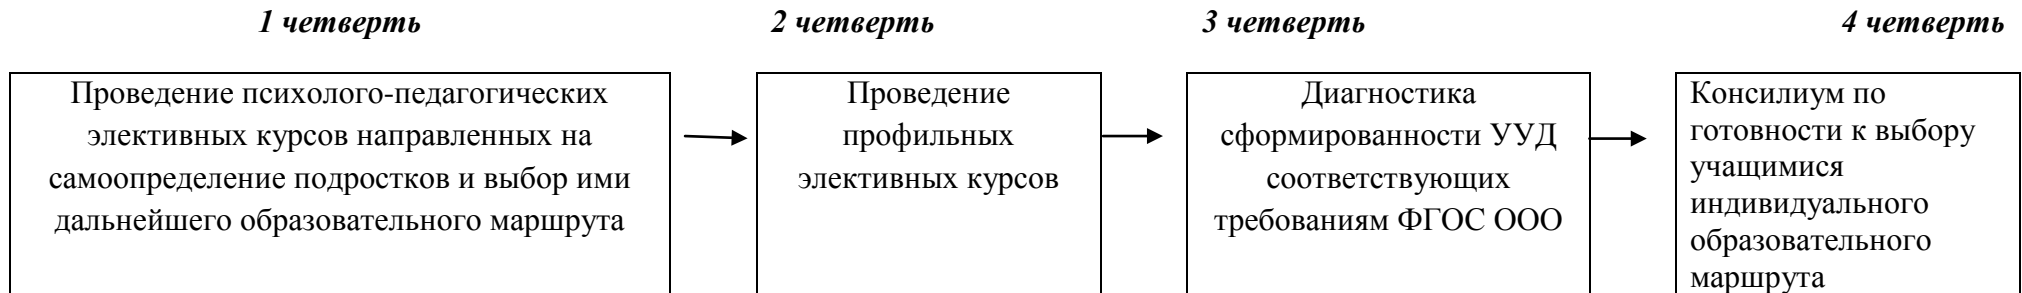 1 четверть
2 четверть
3 четверть
4 четверть
Проведение психолого-педагогических
элективных курсов направленных на
самоопределение подростков и выбор ими
дальнейшего образовательного маршрута
Проведение
профильных
элективных курсов
Диагностика
сформированности УУД
соответствующих
требованиям ФГОС ООО
Консилиум по
готовности к выбору
учащимися
индивидуального
образовательного
маршрута